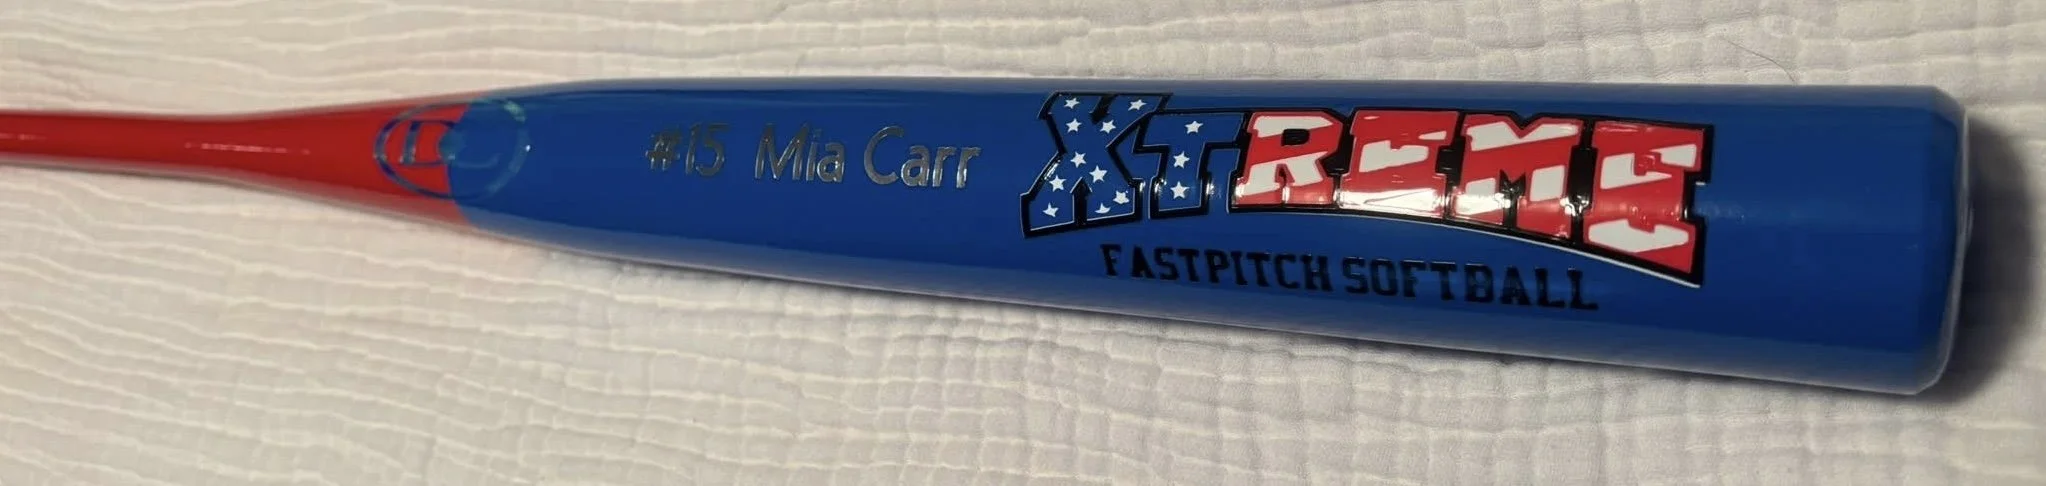 #15 Mia Carr
XTREME
FASTPITCH SOFTBALL